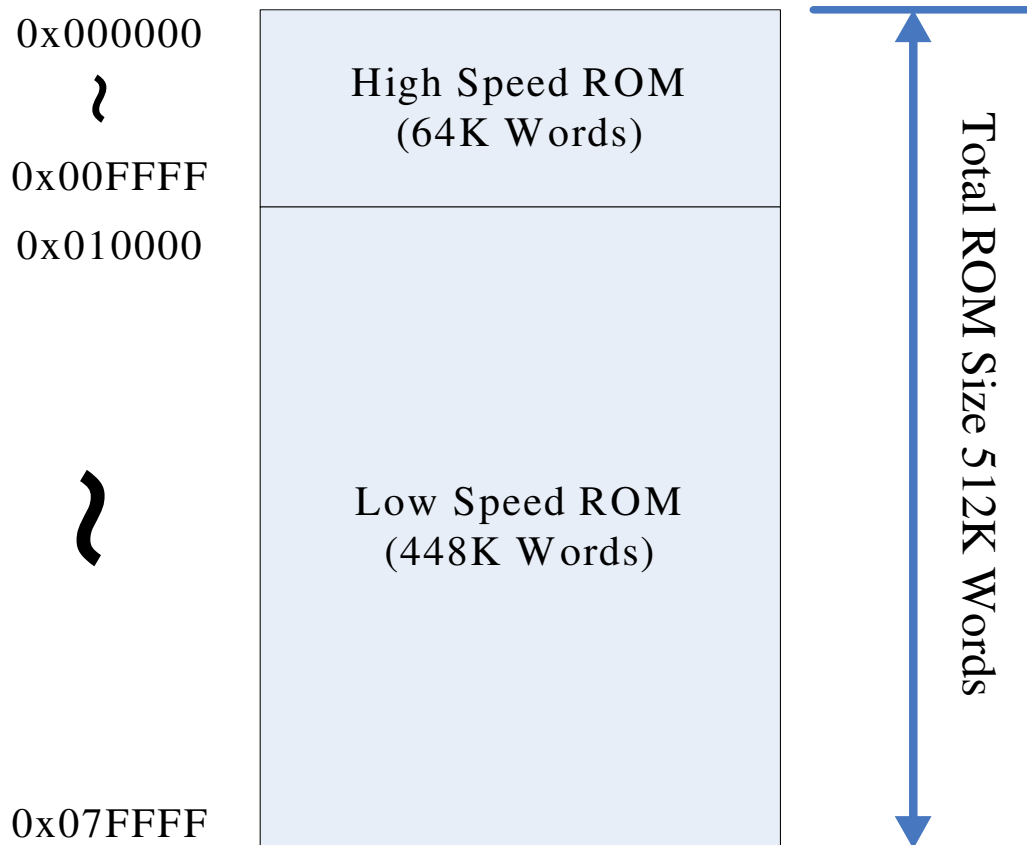 0x000000
~
0x00FFFF
High Speed ROM
(64K Words)
0x010000
~
0x07FFFF
Low Speed ROM
(448K Words)
Total ROM Size 512K Words